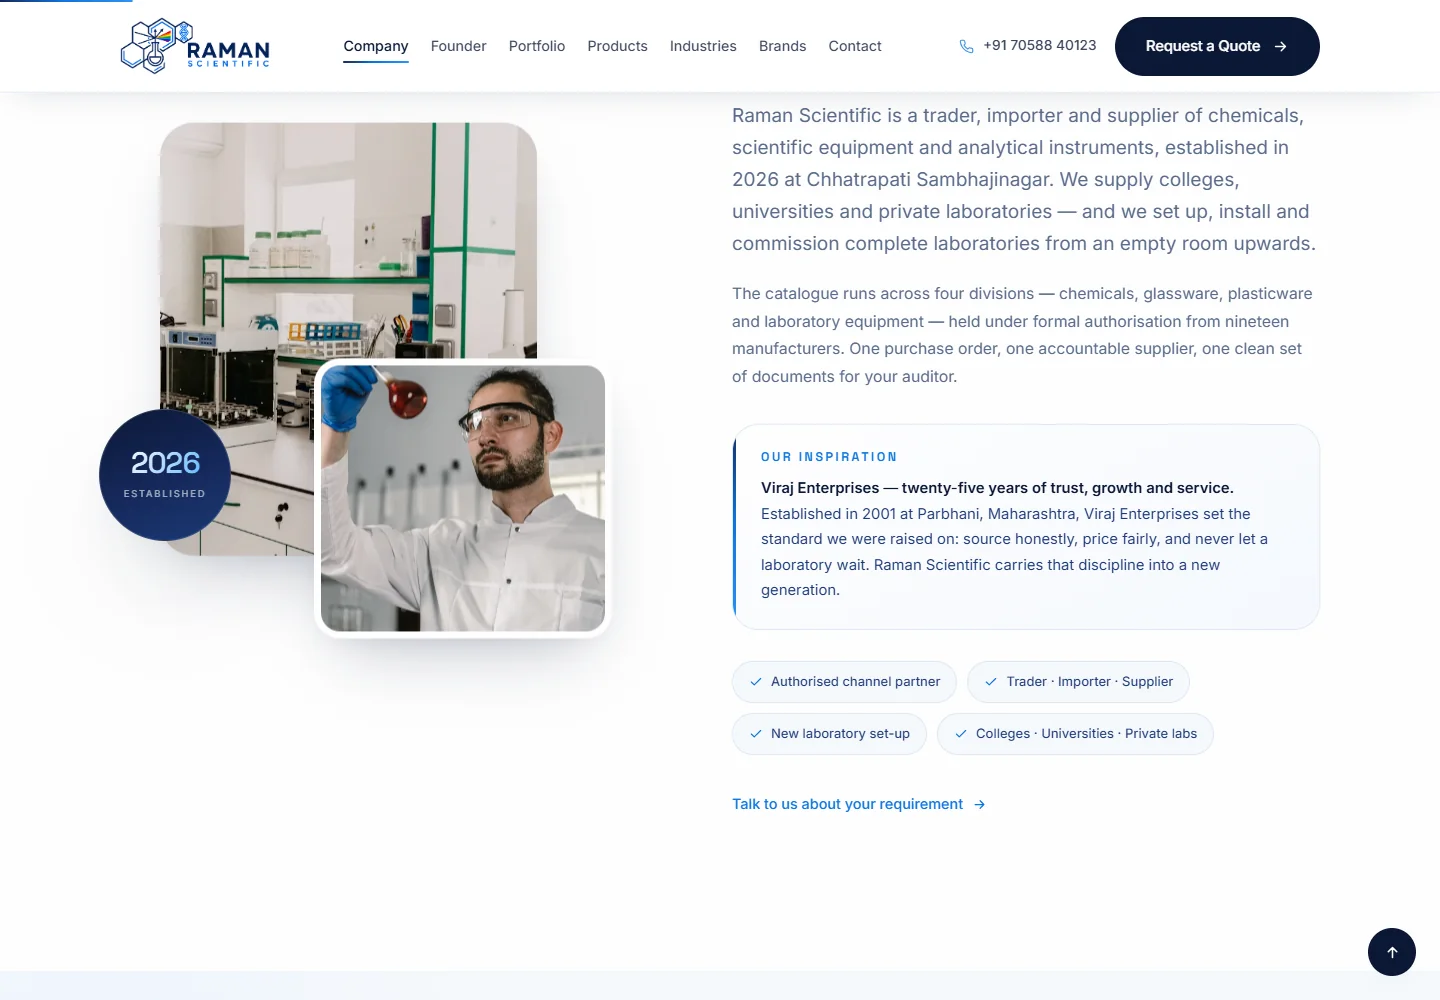 RAMAN
SCIENTIFIC
Company
Founder
Portfolio
Products
Industries
Brands
Contact
+91 70588 40123
Request a Quote →
Raman Scientific is a trader, importer and supplier of chemicals,
scientific equipment and analytical instruments, established in
2026 at Chhatrapati Sambhajinagar. We supply colleges,
universities and private laboratories — and we set up, install and
commission complete laboratories from an empty room upwards.
The catalogue runs across four divisions — chemicals, glassware, plasticware
and laboratory equipment — held under formal authorisation from nineteen
manufacturers. One purchase order, one accountable supplier, one clean set
of documents for your auditor.
2026
ESTABLISHED
OUR INSPIRATION
Viraj Enterprises — twenty-five years of trust, growth and service.
Established in 2001 at Parbhani, Maharashtra, Viraj Enterprises set the
standard we were raised on: source honestly, price fairly, and never let a
laboratory wait. Raman Scientific carries that discipline into a new
generation.
Authorised channel partner
Trader · Importer · Supplier
New laboratory set-up
Colleges · Universities · Private labs
Talk to us about your requirement →